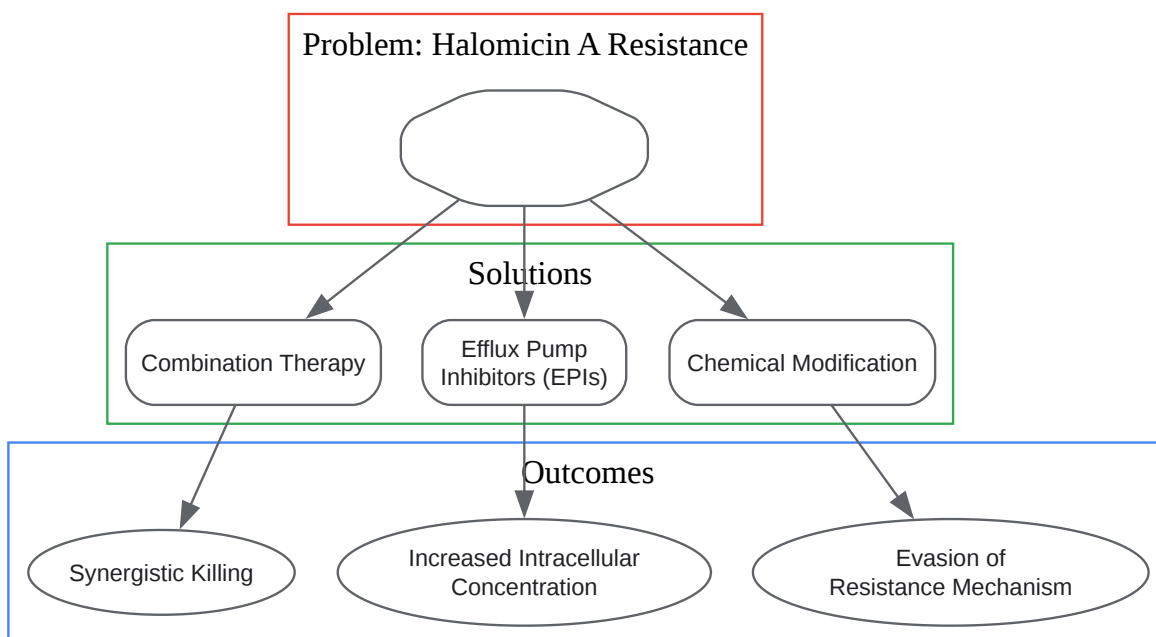 Problem: Halomicin A Resistance
Solutions
Combination Therapy
Efflux Pump
Inhibitors (EPIs)
Chemical Modification
Outcomes
Synergistic Killing
Increased Intracellular
Concentration
Evasion of
Resistance Mechanism